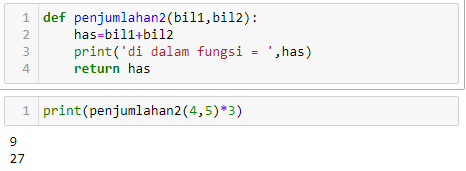 1 def penjumlahan2(bil1,bil2):
2 has=bil1+bil2
3 print('di dalam fungsi = ',has)
4 return has
1 print(penjumlahan2(4,5)*3)
9
27